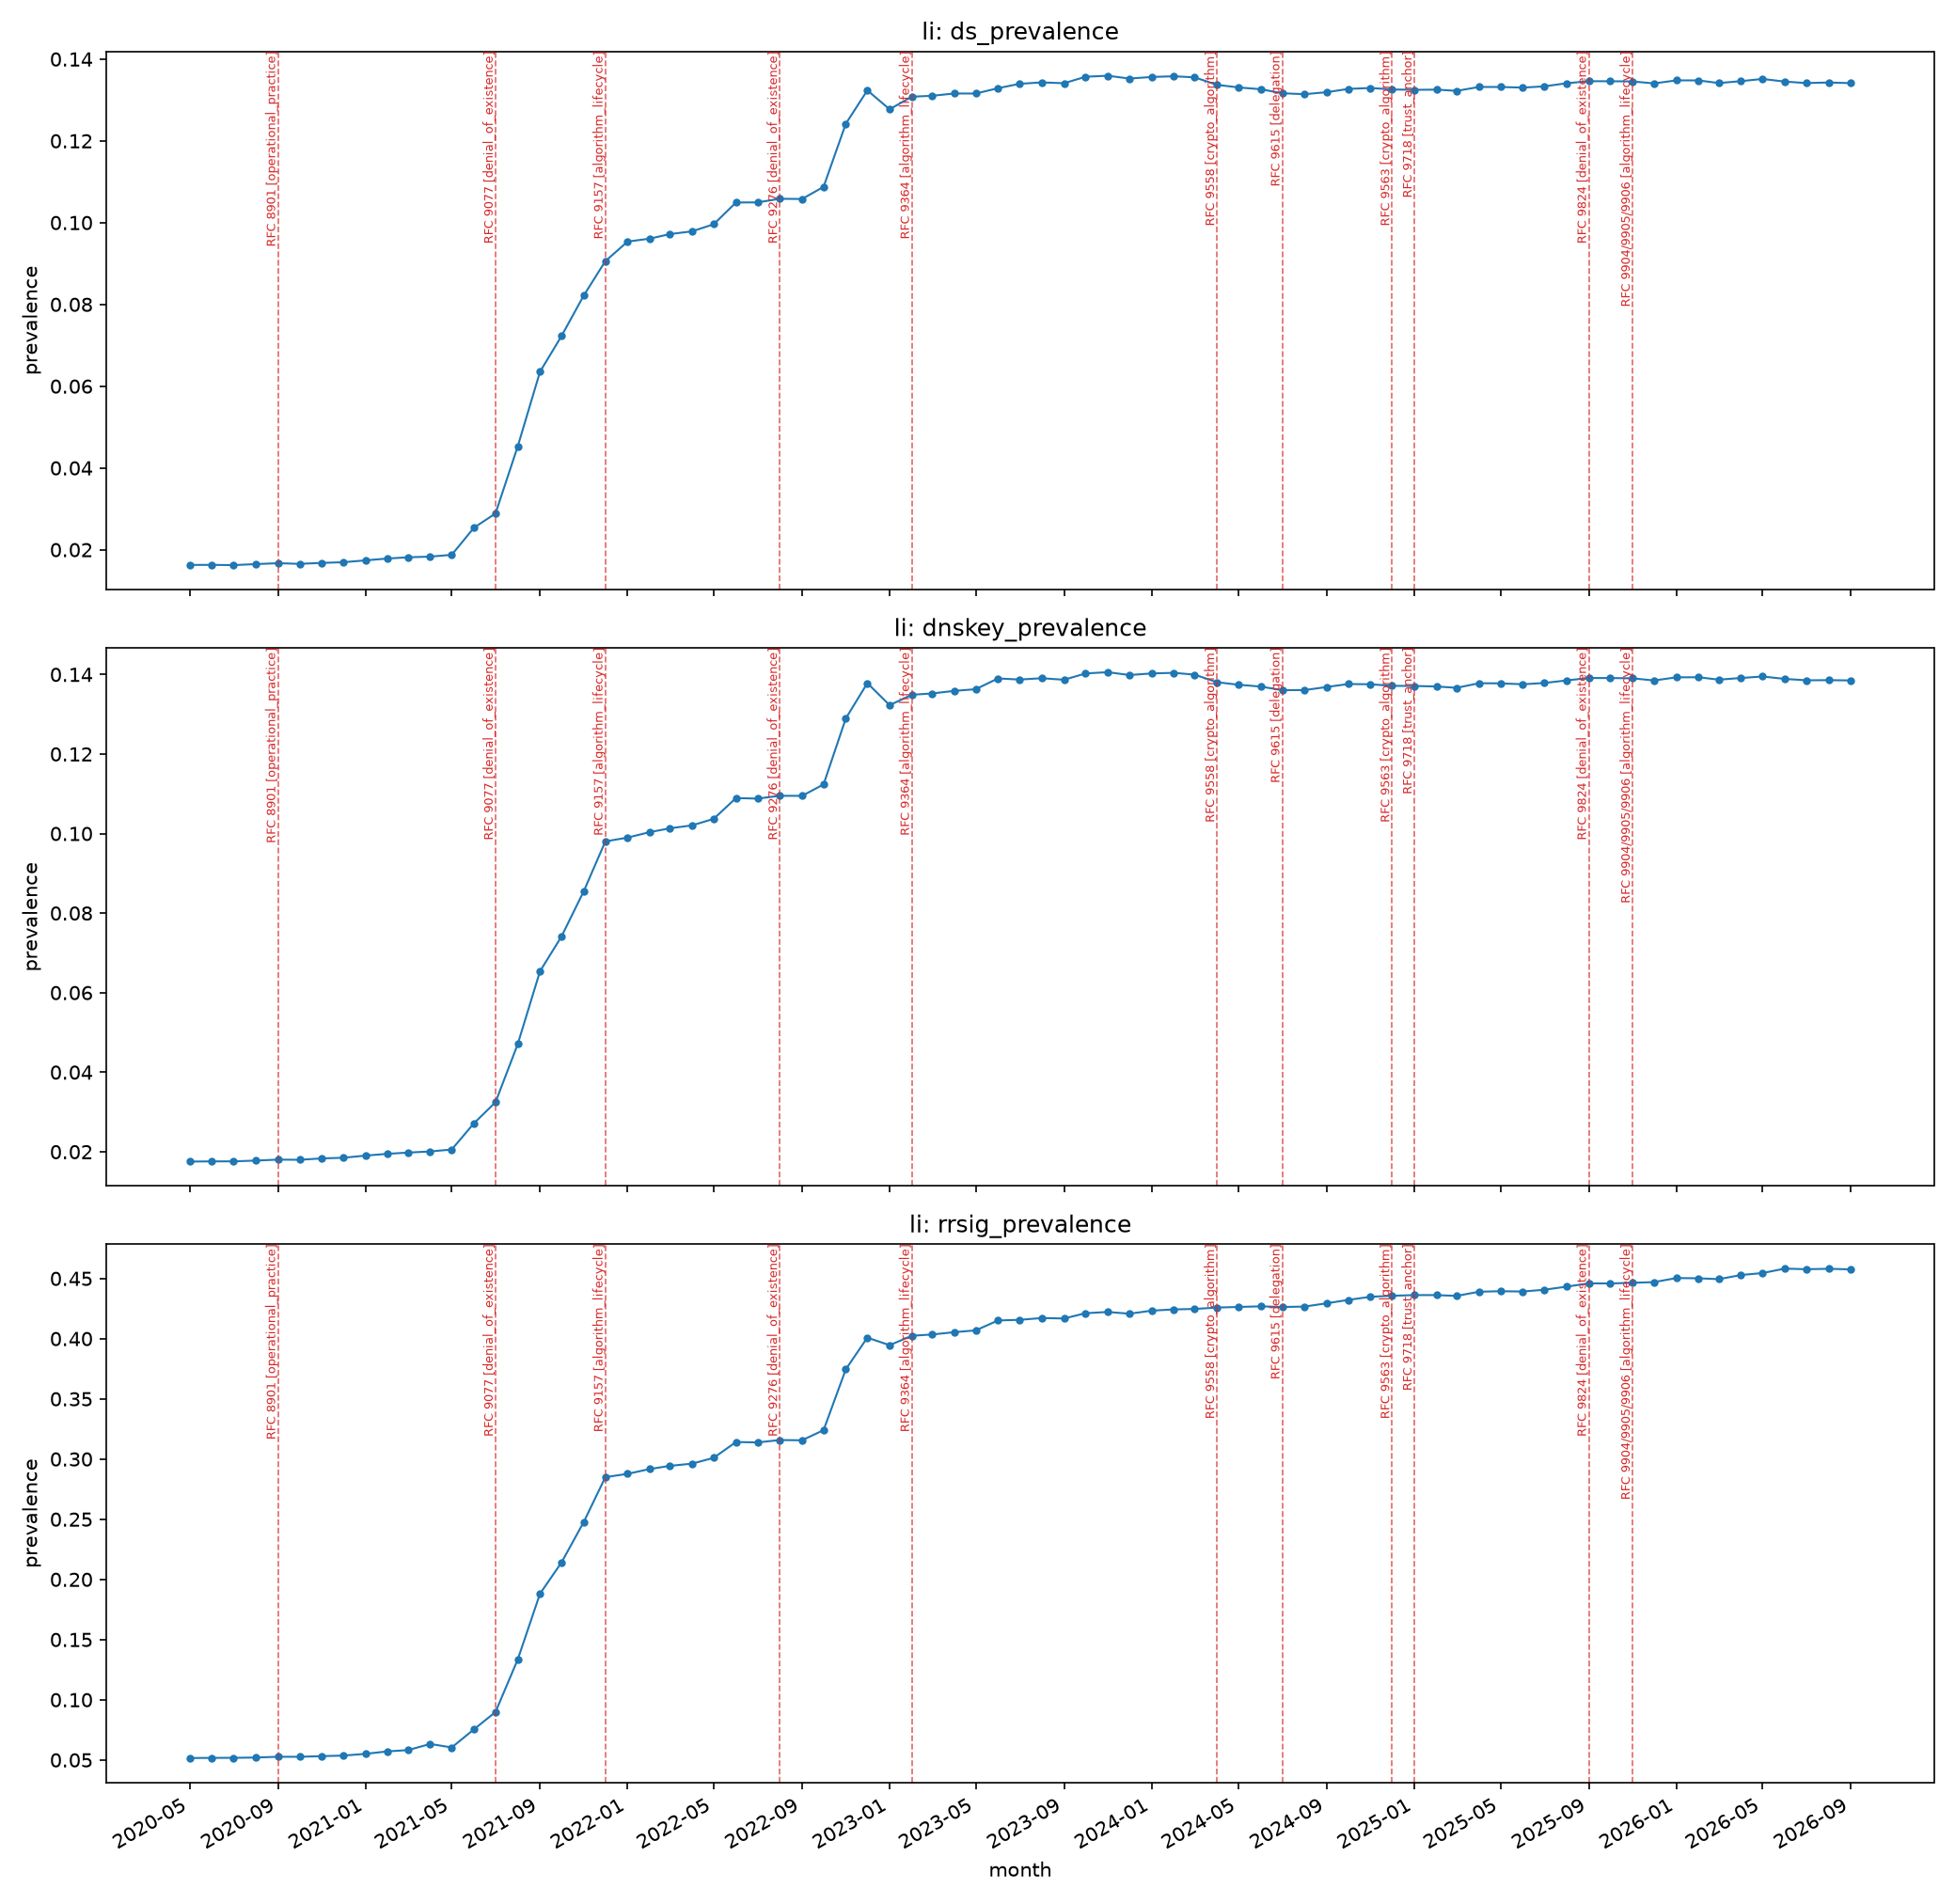 li: ds_prevalence
prevalence
0.14
0.12
0.10
0.08
0.06
0.04
0.02
RFC 8901 [operational_practice]
RFC 9077 [denial_of_existence]
RFC 9157 [algorithm_lifecycle]
RFC 9276 [denial_of_existence]
RFC 9364 [algorithm_lifecycle]
RFC 9558 [crypto_algorithm]
RFC 9615 [delegation]
RFC 9563 [crypto_algorithm]
RFC 9718 [trust_anchor]
RFC 9824 [denial_of_existence]
RFC 9904/9905/9906 [algorithm_lifecycle]
li: dnskey_prevalence
prevalence
0.14
0.12
0.10
0.08
0.06
0.04
0.02
RFC 8901 [operational_practice]
RFC 9077 [denial_of_existence]
RFC 9157 [algorithm_lifecycle]
RFC 9276 [denial_of_existence]
RFC 9364 [algorithm_lifecycle]
RFC 9558 [crypto_algorithm]
RFC 9615 [delegation]
RFC 9563 [crypto_algorithm]
RFC 9718 [trust_anchor]
RFC 9824 [denial_of_existence]
RFC 9904/9905/9906 [algorithm_lifecycle]
li: rrsig_prevalence
prevalence
0.45
0.40
0.35
0.30
0.25
0.20
0.15
0.10
0.05
RFC 8901 [operational_practice]
RFC 9077 [denial_of_existence]
RFC 9157 [algorithm_lifecycle]
RFC 9276 [denial_of_existence]
RFC 9364 [algorithm_lifecycle]
RFC 9558 [crypto_algorithm]
RFC 9615 [delegation]
RFC 9563 [crypto_algorithm]
RFC 9718 [trust_anchor]
RFC 9824 [denial_of_existence]
RFC 9904/9905/9906 [algorithm_lifecycle]
2020-05
2020-09
2021-01
2021-05
2021-09
2022-01
2022-05
2022-09
2023-01
2023-05
2023-09
2024-01
2024-05
2024-09
2025-01
2025-05
2025-09
2026-01
2026-05
2026-09
month